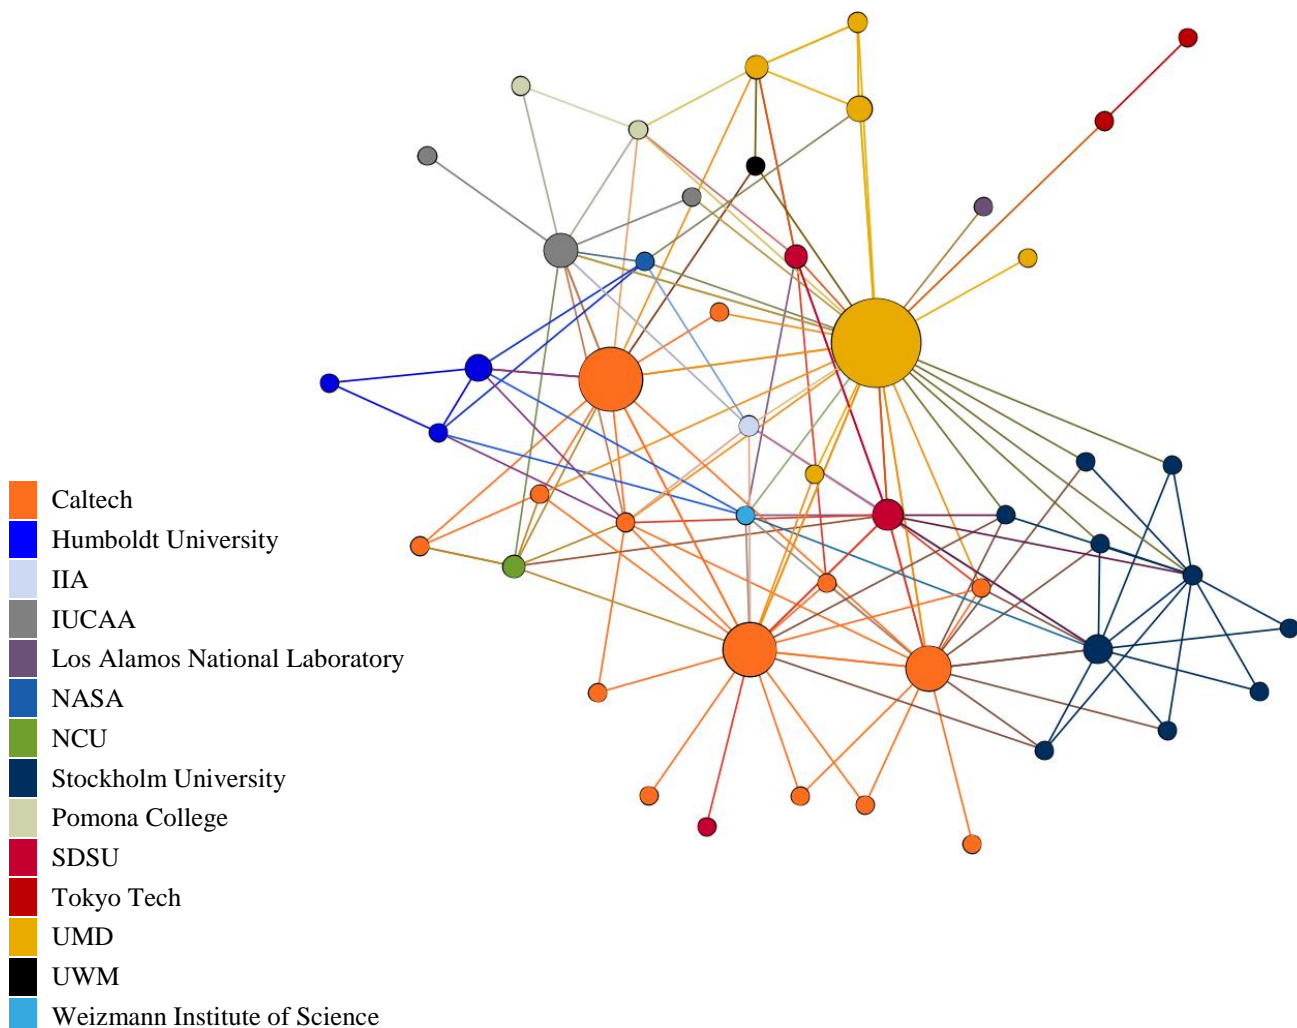 Caltech
Humboldt University
IIA
IUCAA
Los Alamos National Laboratory
NASA
NCU
Stockholm University
Pomona College
SDSU
Tokyo Tech
UMD
UWM
Weizmann Institute of Science